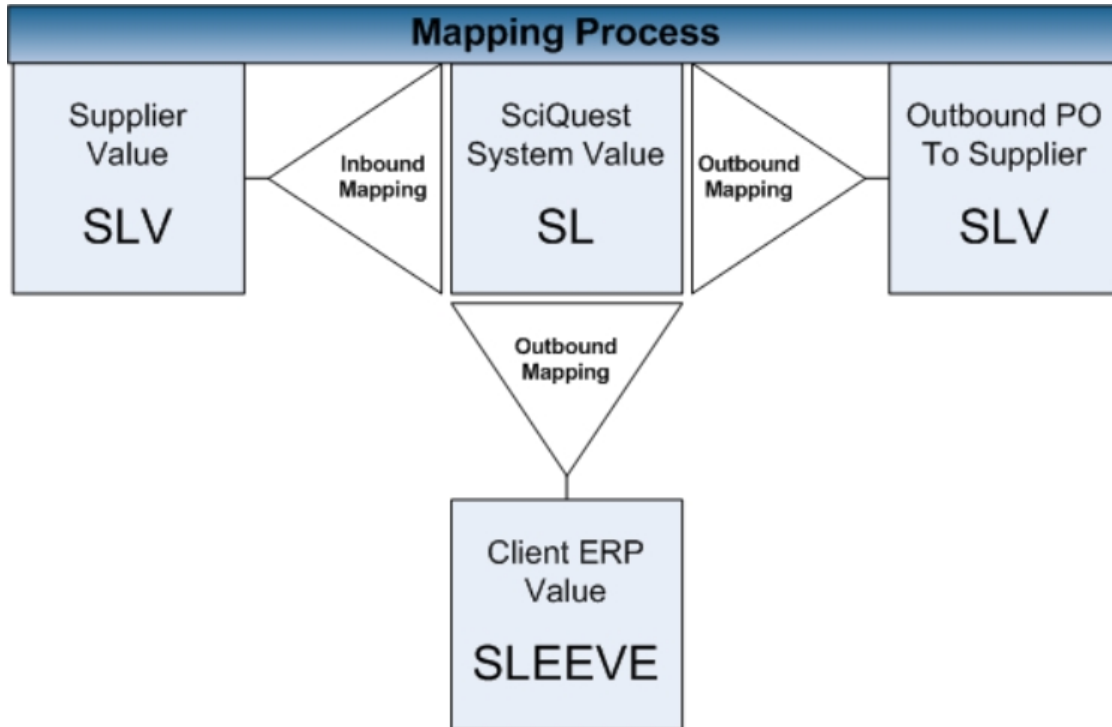 Mapping Process
Supplier
Value
SLV
Inbound
Mapping
SciQuest
System Value
SL
Outbound
Mapping
Outbound PO
To Supplier
SLV
Outbound
Mapping
Client ERP
Value
SLEEVE